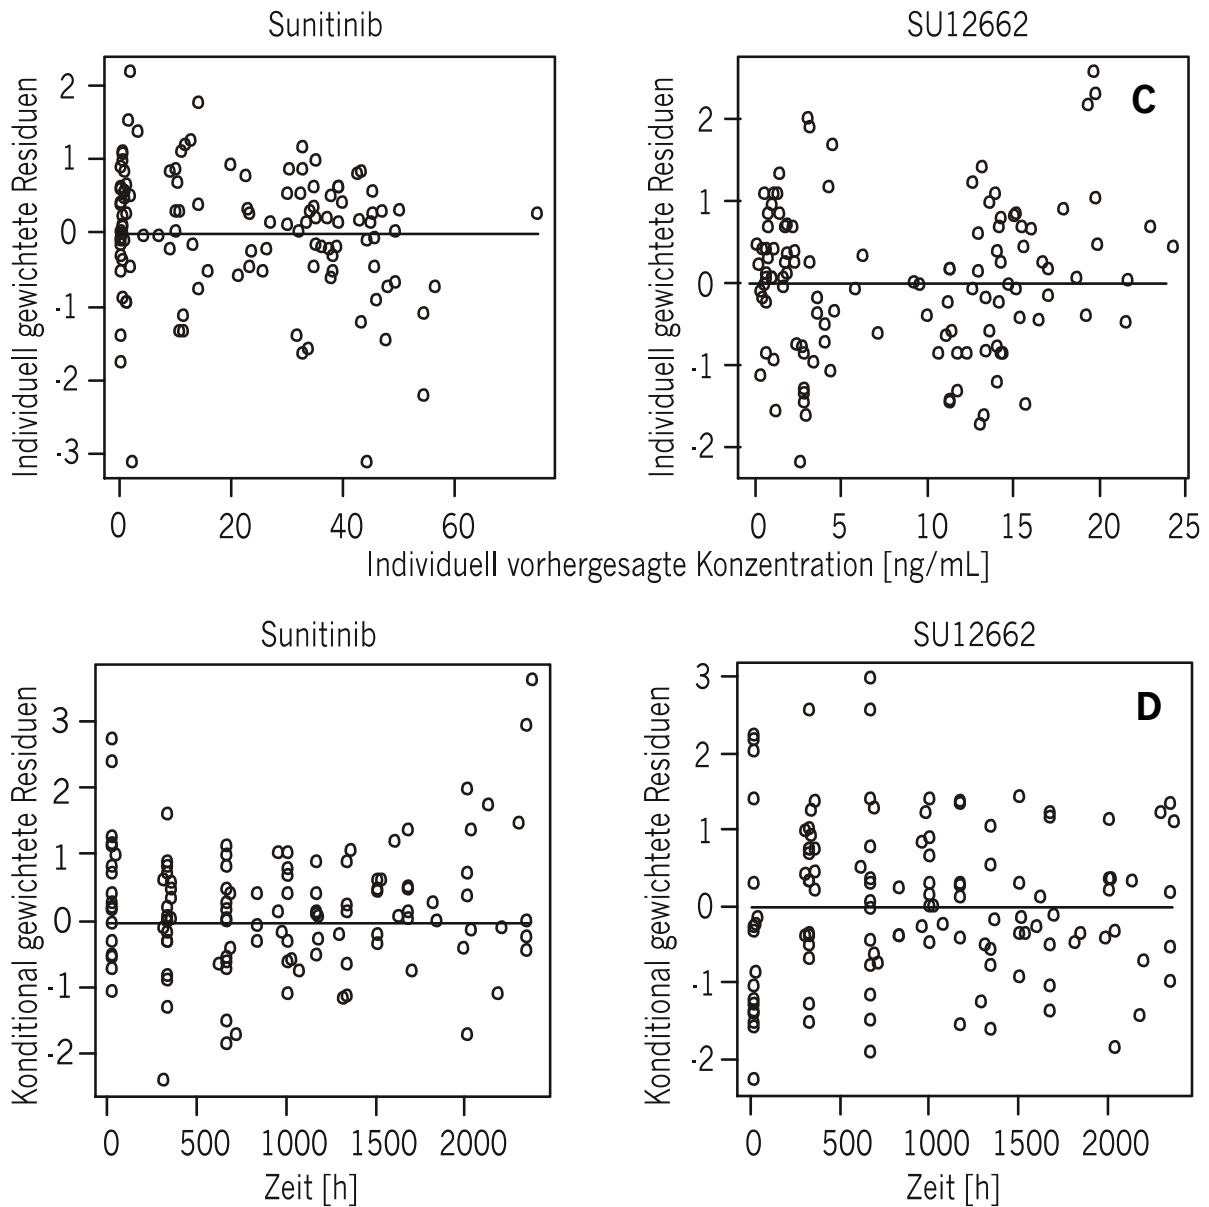 Sunitinib
SU12662
Individuell gewichtete Residuen
2
1
0
-1
-2
-3
0 20 40 60
Individuell gewichtete Residuen
C
2
1
0
-1
-2
0 5 10 15 20 25
Individuell vorhergesagte Konzentration [ng/mL]
Sunitinib
SU12662
Konditional gewichtete Residuen
3
2
1
0
-1
-2
0 500 1000 1500 2000
Zeit [h]
Konditional gewichtete Residuen
D
3
2
1
0
-1
-2
0 500 1000 1500 2000
Zeit [h]